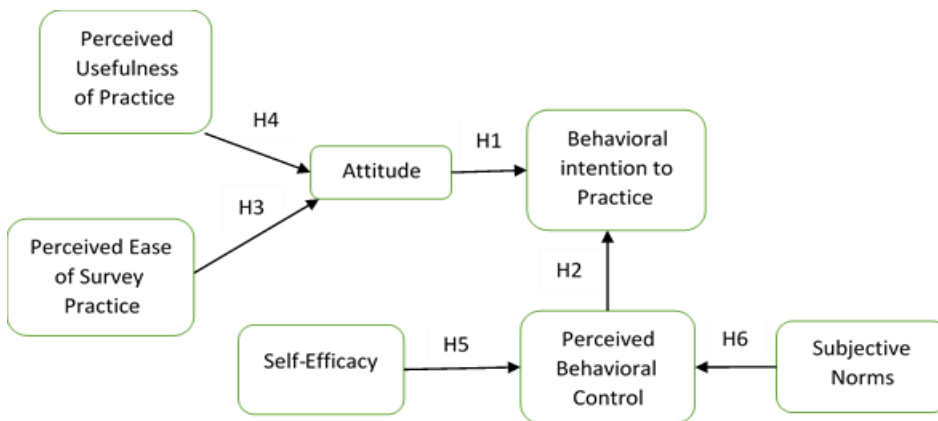 Perceived
Usefulness
of Practice
H4
H1
Behavioral
intention to
Practice
Attitude
H3
Perceived Ease
of Survey
Practice
H2
Self-Efficacy
H5
Perceived
Behavioral
Control
H6
Subjective
Norms